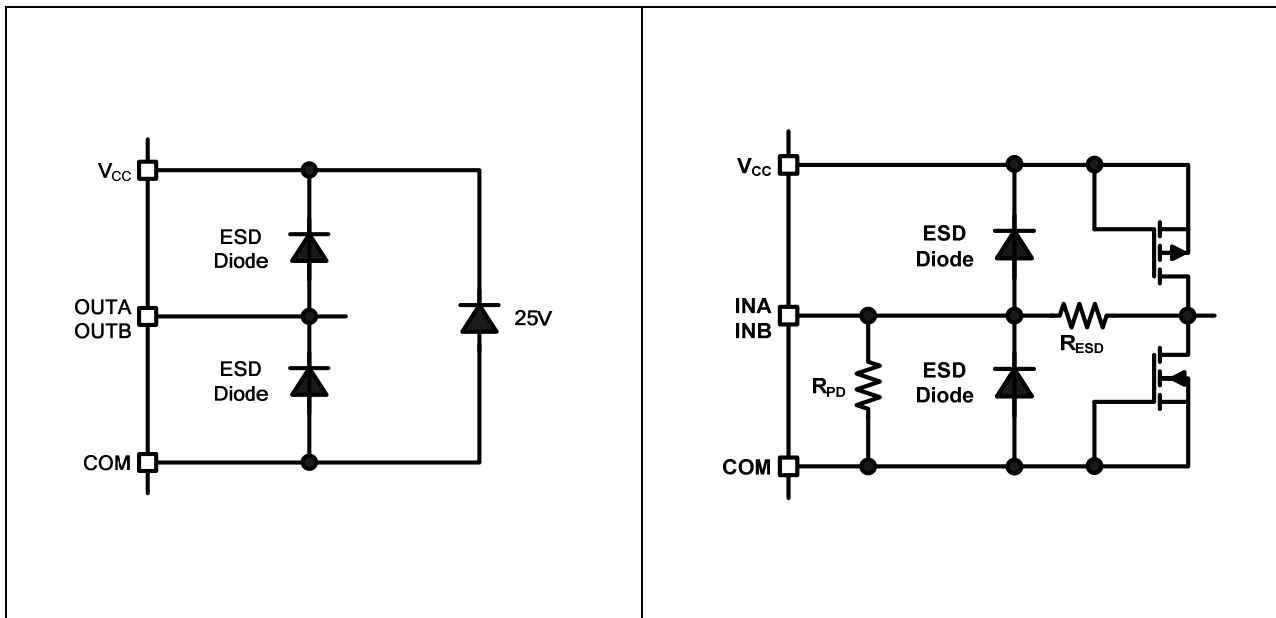 VCC
ESD
Diode
OUTA
OUTB
25V
ESD
Diode
COM
VCC
ESD
Diode
INA
INB
RESD
RPD
ESD
Diode
COM